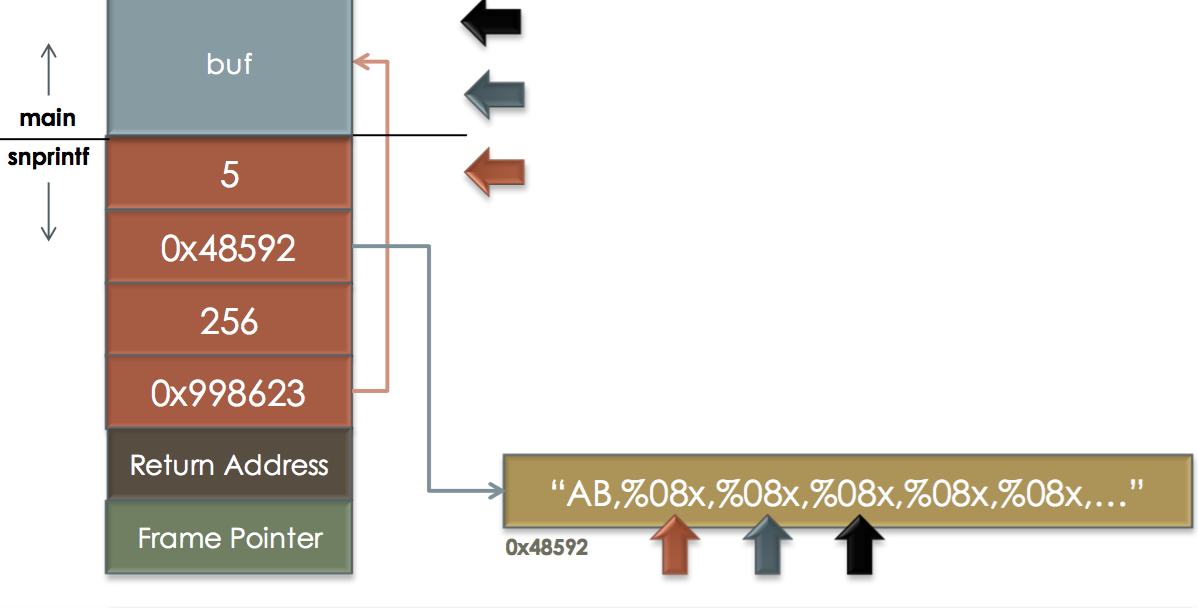 buf
main
snprintf
5
0x48592
256
0x998623
Return Address
Frame Pointer
“AB,%08x,%08x,%08x,%08x,%08x,…”
0x48592